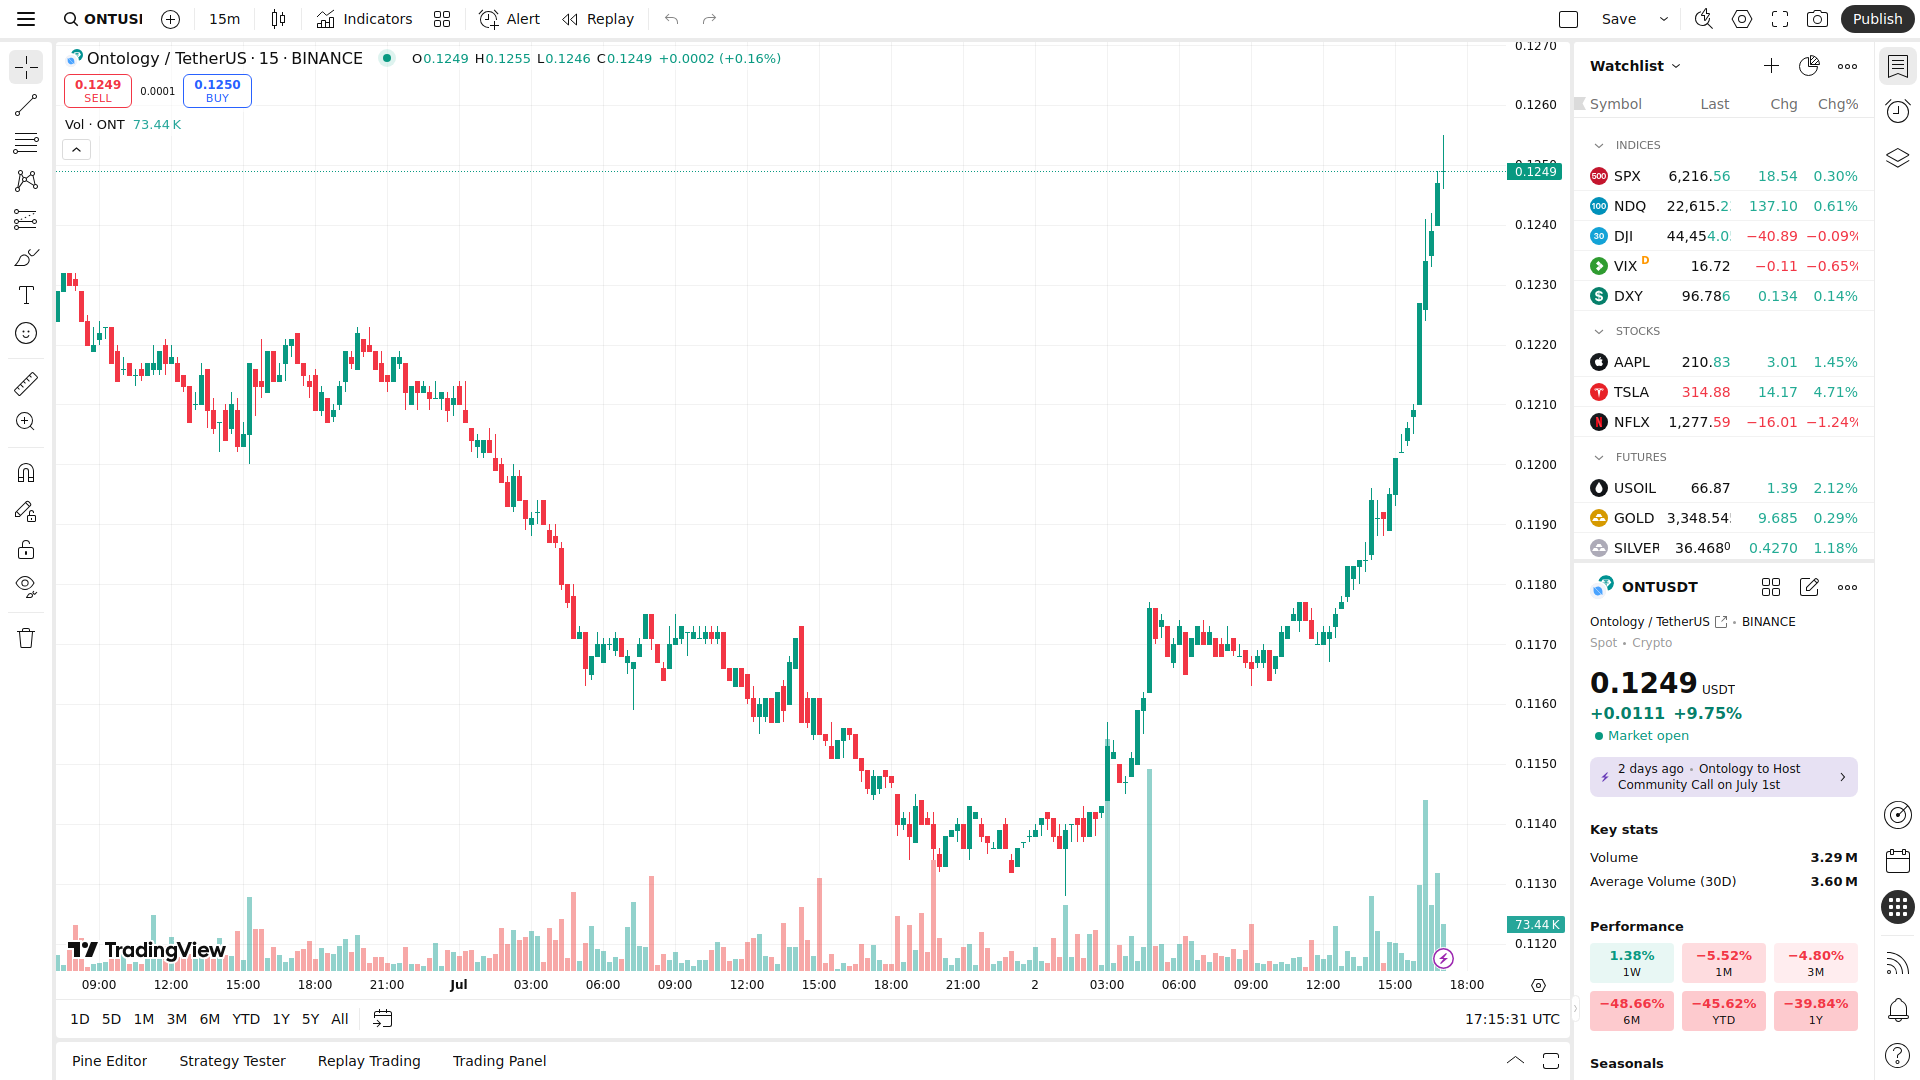 ONTUSI 15m Indicators Alert Replay Save Publish
Ontology / TetherUS · 15 · BINANCE O0.1249 H0.1255 L0.1246 C0.1249 +0.0002 (+0.16%)
0.1249 SELL 0.0001 0.1250 BUY
Vol · ONT 73.44 K
0.1270
0.1260
0.1249
0.1240
0.1230
0.1220
0.1210
0.1200
0.1190
0.1180
0.1170
0.1160
0.1150
0.1140
0.1130
73.44 K
0.1120
TradingView
09:00 12:00 15:00 18:00 21:00 Jul 03:00 06:00 09:00 12:00 15:00 18:00 21:00 2 03:00 06:00 09:00 12:00 15:00 18:00
1D 5D 1M 3M 6M YTD 1Y 5Y All 17:15:31 UTC
Pine Editor Strategy Tester Replay Trading Trading Panel
Watchlist
Symbol Last Chg Chg%
INDICES
500 SPX 6,216.56 18.54 0.30%
100 NDQ 22,615.2 137.10 0.61%
30 DJI 44,454.0 −40.89 −0.09%
VIX D 16.72 −0.11 −0.65%
DXY 96.786 0.134 0.14%
STOCKS
AAPL 210.83 3.01 1.45%
TSLA 314.88 14.17 4.71%
NFLX 1,277.59 −16.01 −1.24%
FUTURES
USOIL 66.87 1.39 2.12%
GOLD 3,348.54 9.685 0.29%
SILVER 36.4680 0.4270 1.18%
ONTUSDT
Ontology / TetherUS • BINANCE
Spot • Crypto
0.1249 USDT
+0.0111 +9.75%
Market open
2 days ago • Ontology to Host
Community Call on July 1st
Key stats
Volume 3.29 M
Average Volume (30D) 3.60 M
Performance
1.38% −5.52% −4.80%
1W 1M 3M
−48.66% −45.62% −39.84%
6M YTD 1Y
Seasonals